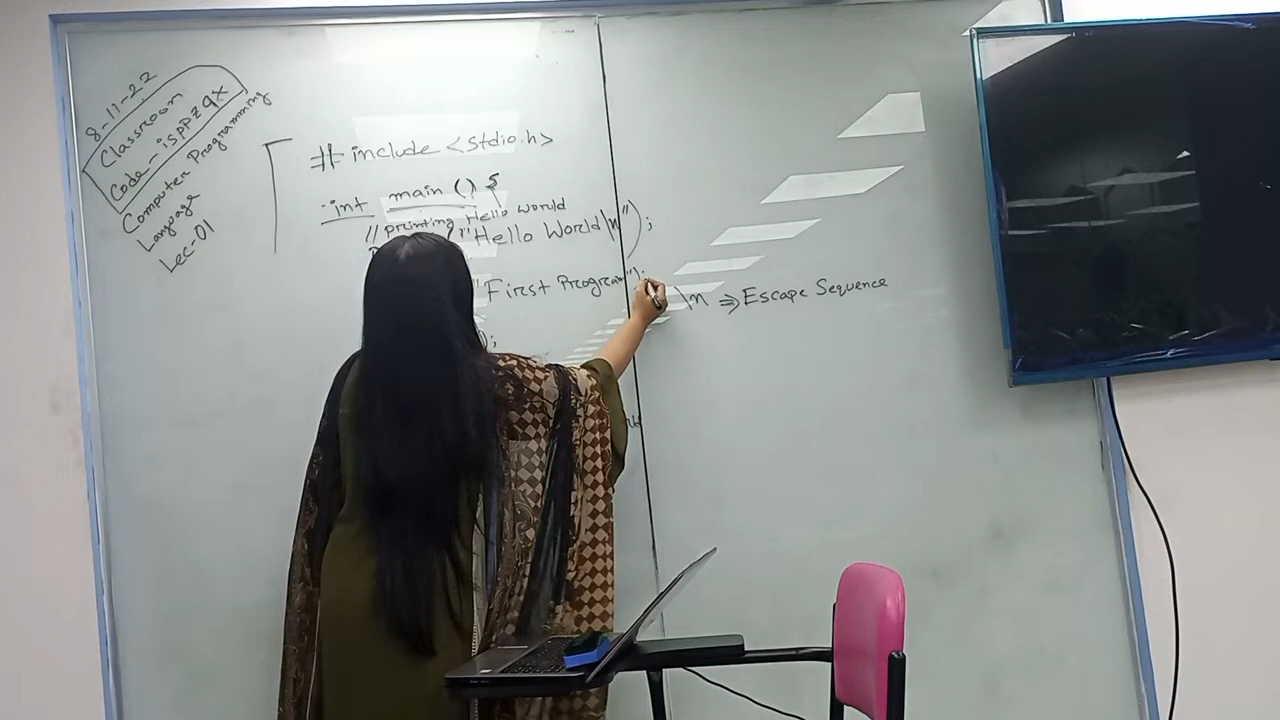 8-11-22
Classroom
Code- isppzqx
Computer Programming
Language
Lec-01
# include <stdio.h>
int main () {
// printing Hello world
"Hello World\n");
"First Program");
);
\n ⇒ Escape Sequence